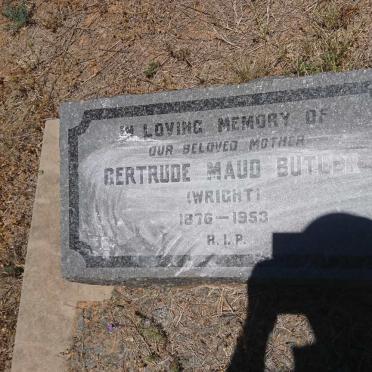 IN LOVING MEMORY OF
OUR BELOVED MOTHER
GERTRUDE MAUD BUTLER
(WRIGHT)
1876–1953
R.I.P.